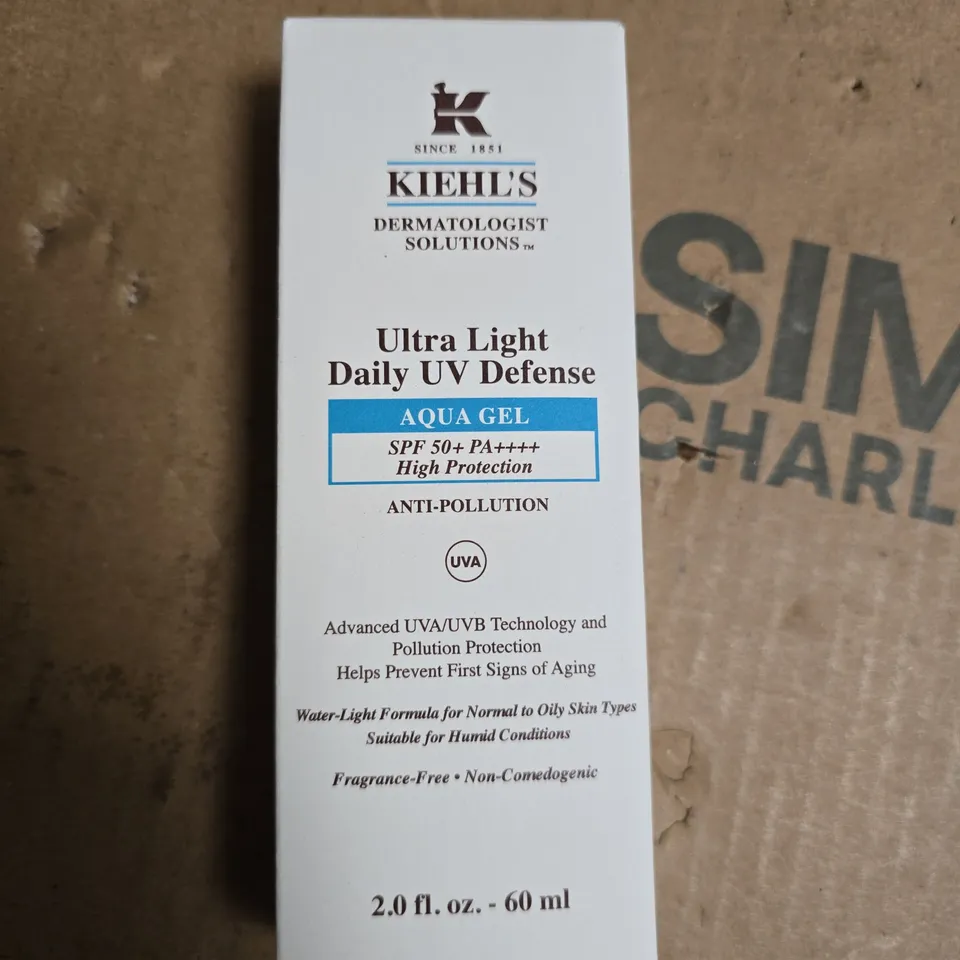 K
SINCE 1851
KIEHL'S
DERMATOLOGIST
SOLUTIONS™
Ultra Light
Daily UV Defense
AQUA GEL
SPF 50+ PA++++
High Protection
ANTI-POLLUTION
UVA
Advanced UVA/UVB Technology and
Pollution Protection
Helps Prevent First Signs of Aging
Water-Light Formula for Normal to Oily Skin Types
Suitable for Humid Conditions
Fragrance-Free • Non-Comedogenic
2.0 fl. oz. - 60 ml
SIM
CHARL